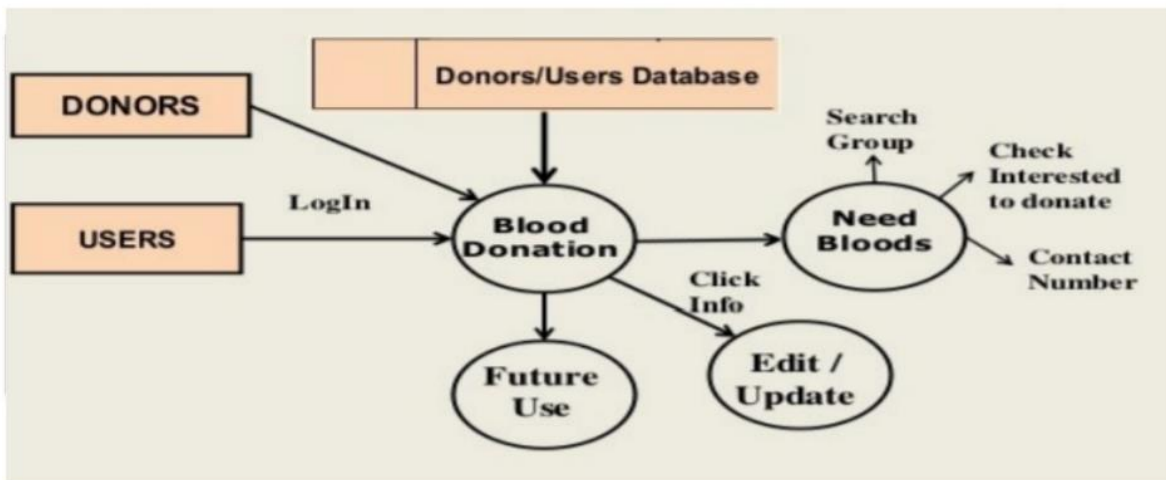 Donors/Users Database
DONORS
Search
Group
Check
Interested
to donate
LogIn
USERS
Blood
Donation
Need
Bloods
Contact
Number
Click
Info
Future
Use
Edit /
Update